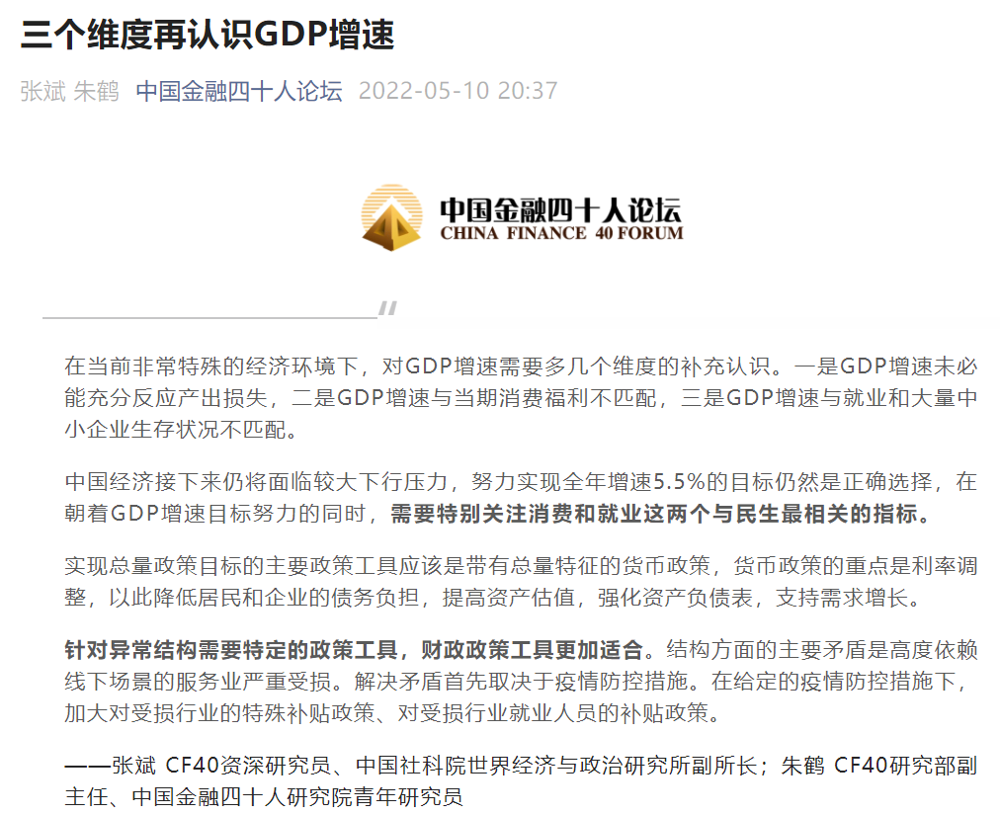 三个维度再认识GDP增速
张斌 朱鹤 中国金融四十人论坛 2022-05-10 20:37
中国金融四十人论坛
CHINA FINANCE 40 FORUM
“
在当前非常特殊的经济环境下，对GDP增速需要多几个维度的补充认识。一是GDP增速未必
能充分反应产出损失，二是GDP增速与当期消费福利不匹配，三是GDP增速与就业和大量中
小企业生存状况不匹配。
中国经济接下来仍将面临较大下行压力，努力实现全年增速5.5%的目标仍然是正确选择，在
朝着GDP增速目标努力的同时，需要特别关注消费和就业这两个与民生最相关的指标。
实现总量政策目标的主要政策工具应该是带有总量特征的货币政策，货币政策的重点是利率调
整，以此降低居民和企业的债务负担，提高资产估值，强化资产负债表，支持需求增长。
针对异常结构需要特定的政策工具，财政政策工具更加适合。结构方面的主要矛盾是高度依赖
线下场景的服务业严重受损。解决矛盾首先取决于疫情防控措施。在给定的疫情防控措施下，
加大对受损行业的特殊补贴政策、对受损行业就业人员的补贴政策。
——张斌 CF40资深研究员、中国社科院世界经济与政治研究所副所长；朱鹤 CF40研究部副
主任、中国金融四十人研究院青年研究员